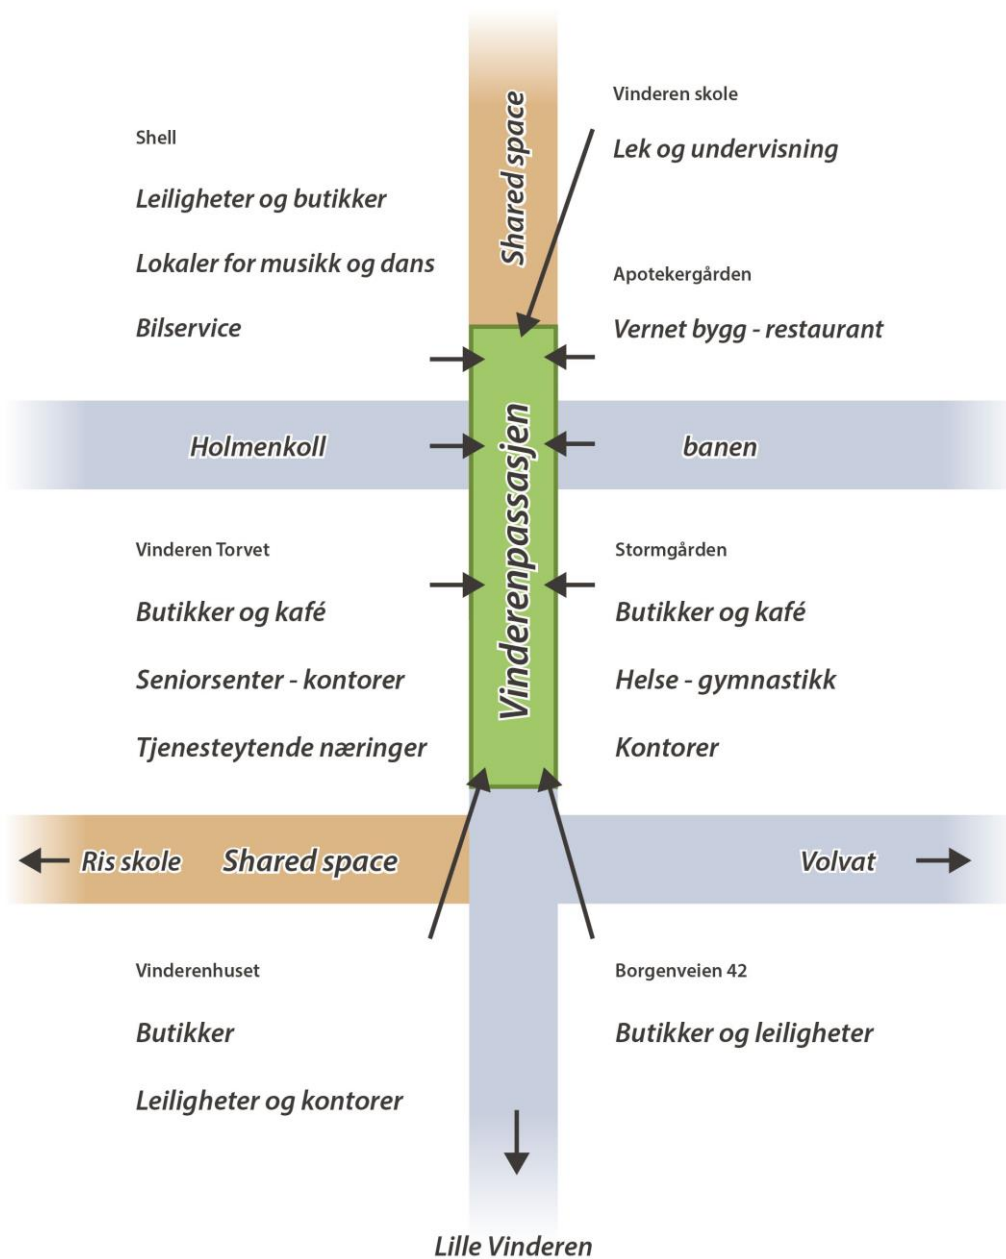 Shared space
Vinderen skole
Lek og undervisning
Shell
Leiligheter og butikker
Lokaler for musikk og dans
Bilservice
Apotekergården
Vernet bygg - restaurant
Holmenkoll
banen
Vinderenpassasjen
Vinderen Torvet
Butikker og kafé
Seniorsenter - kontorer
Tjenesteytende næringer
Stormgården
Butikker og kafé
Helse - gymnastikk
Kontorer
Ris skole
Shared space
Volvat
Vinderenhuset
Butikker
Leiligheter og kontorer
Borgenveien 42
Butikker og leiligheter
Lille Vinderen